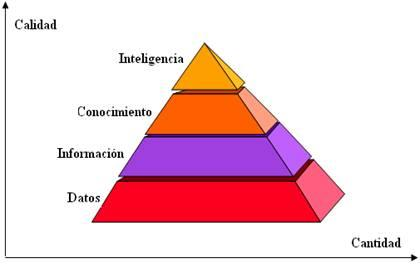 Calidad
Inteligencia
Conocimiento
Información
Datos
Cantidad